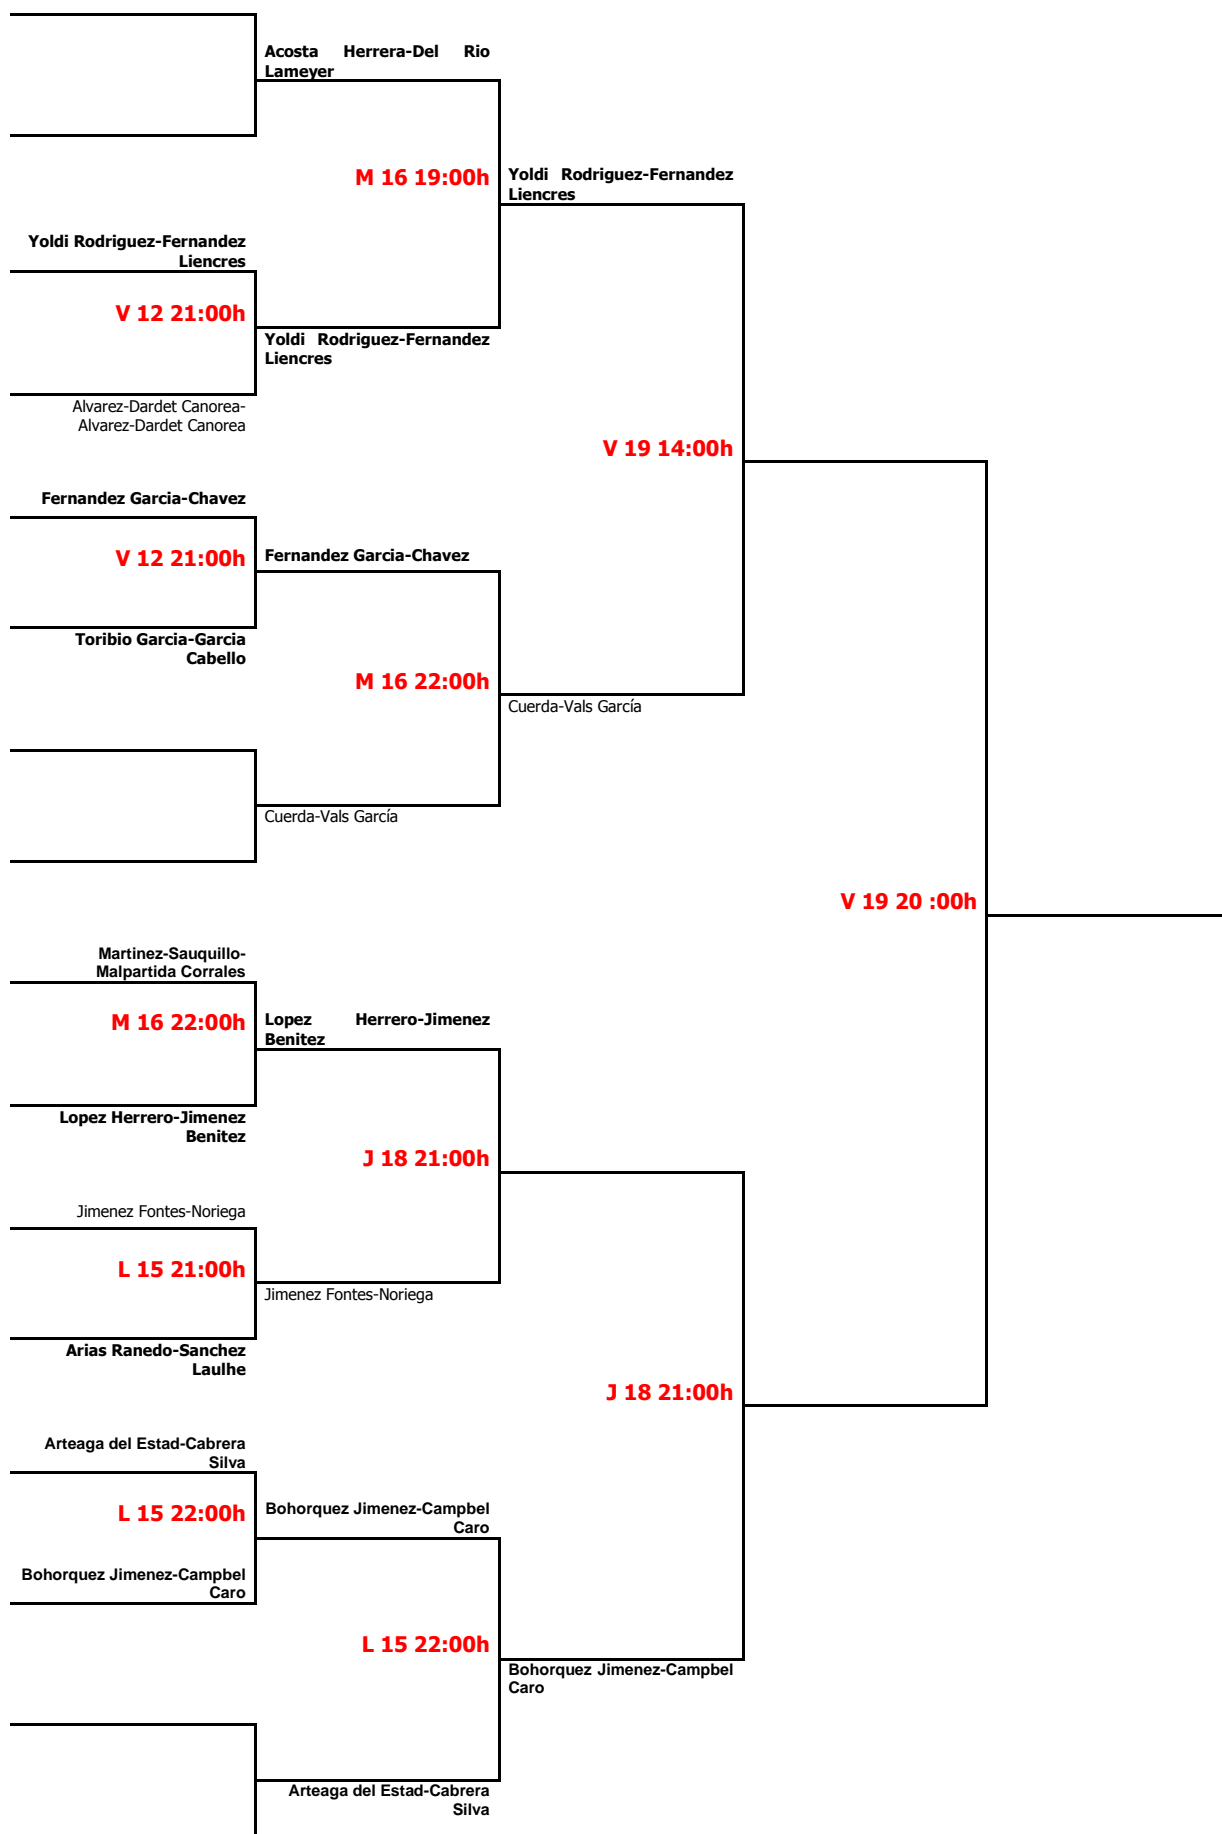 Acosta Herrera-Del Rio
Lameyer
M 16 19:00h
Yoldi Rodriguez-Fernandez
Liencres
Yoldi Rodriguez-Fernandez
Liencres
V 12 21:00h
Yoldi Rodriguez-Fernandez
Liencres
Alvarez-Dardet Canorea-
Alvarez-Dardet Canorea
V 19 14:00h
Fernandez Garcia-Chavez
V 12 21:00h
Fernandez Garcia-Chavez
Toribio Garcia-Garcia
Cabello
M 16 22:00h
Cuerda-Vals García
Cuerda-Vals García
V 19 20 :00h
Martinez-Sauquillo-
Malpartida Corrales
M 16 22:00h
Lopez Herrero-Jimenez
Benitez
Lopez Herrero-Jimenez
Benitez
J 18 21:00h
Jimenez Fontes-Noriega
L 15 21:00h
Jimenez Fontes-Noriega
Arias Ranedo-Sanchez
Laulhe
J 18 21:00h
Arteaga del Estad-Cabrera
Silva
L 15 22:00h
Bohorquez Jimenez-Campbel
Caro
Bohorquez Jimenez-Campbel
Caro
L 15 22:00h
Bohorquez Jimenez-Campbel
Caro
Arteaga del Estad-Cabrera
Silva